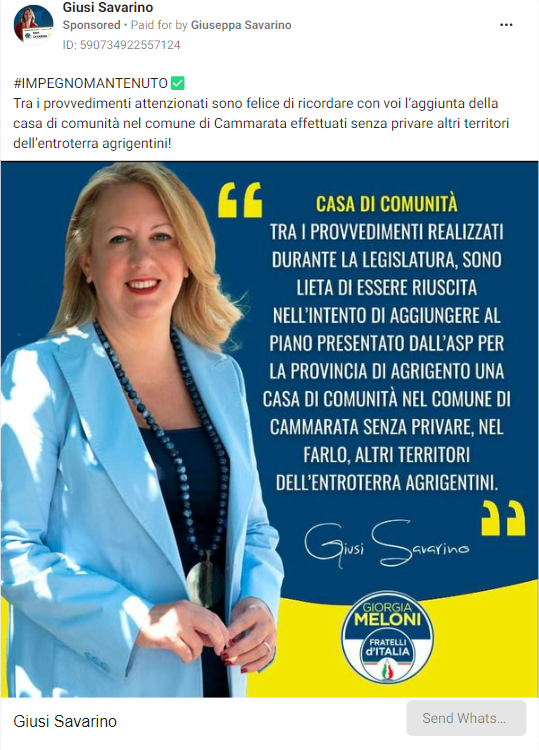 Giusi Savarino
Sponsored • Paid for by Giuseppa Savarino
ID: 590734922557124
#IMPEGNOMANTENUTO✅
Tra i provvedimenti attenzionati sono felice di ricordare con voi l'aggiunta della
casa di comunità nel comune di Cammarata effettuati senza privare altri territori
dell'entroterra agrigentini!
CASA DI COMUNITÀ
TRA I PROVVEDIMENTI REALIZZATI
DURANTE LA LEGISLATURA, SONO
LIETA DI ESSERE RIUSCITA
NELL'INTENTO DI AGGIUNGERE AL
PIANO PRESENTATO DALL'ASP PER
LA PROVINCIA DI AGRIGENTO UNA
CASA DI COMUNITÀ NEL COMUNE DI
CAMMARATA SENZA PRIVARE, NEL
FARLO, ALTRI TERRITORI
DELL'ENTROTERRA AGRIGENTINI.
Giusi Savarino
GIORGIA
MELONI
FRATELLI
d'ITALIA
Giusi Savarino
Send Whats...